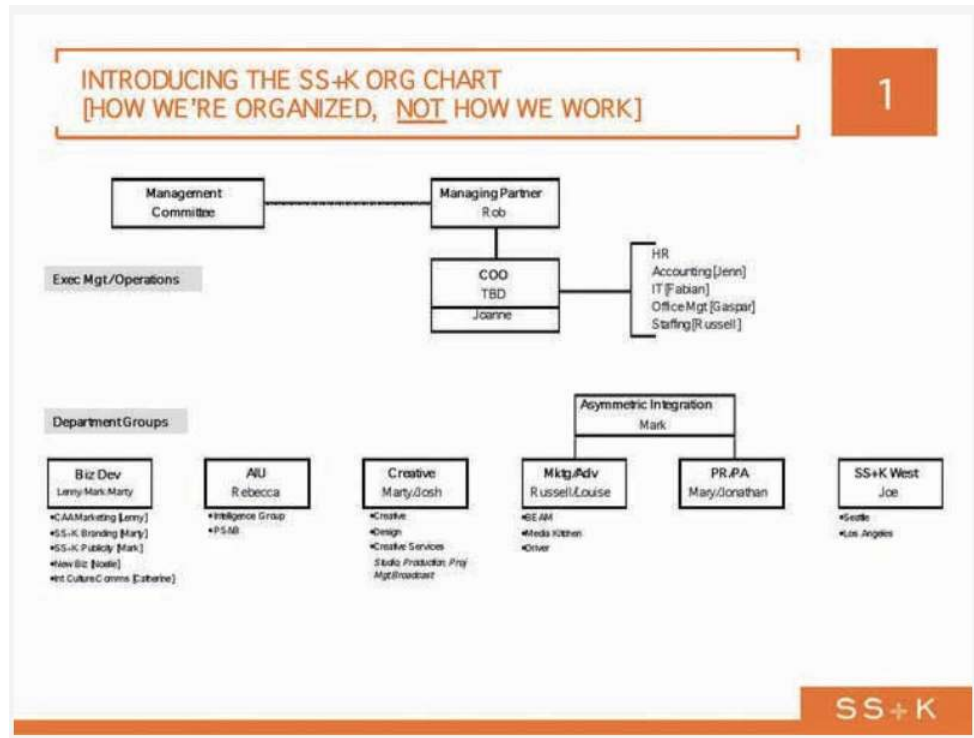 INTRODUCING THE SS+K ORG CHART
[HOW WE'RE ORGANIZED, NOT HOW WE WORK]
1
Management
Committee
Managing Partner
Rob
Exec Mgt/Operations
COO
TBD
Joanne
HR
Accounting [Jenn]
IT [Fabian]
Office Mgt [Gaspar]
Staffing [Russell]
Department Groups
Asymmetric Integration
Mark
Biz Dev
Lenny/Mark/Marty
•CAA Marketing [Lenny]
•SS+K Branding [Marty]
•SS+K Publicity [Mark]
•New Biz [Noelle]
•Int Culture Comms [Catherine]
AIU
Rebecca
•Intelligence Group
•PSAB
Creative
Marty/Josh
•Creative
•Design
•Creative Services
Studio, Production, Proj
Mgt Broadcast
Mktg/Adv
Russell/Louise
•BEAM
•Media Kitchen
•Driver
PR/PA
Mary/Jonathan
SS+K West
Joe
•Seattle
•Los Angeles
SS+K